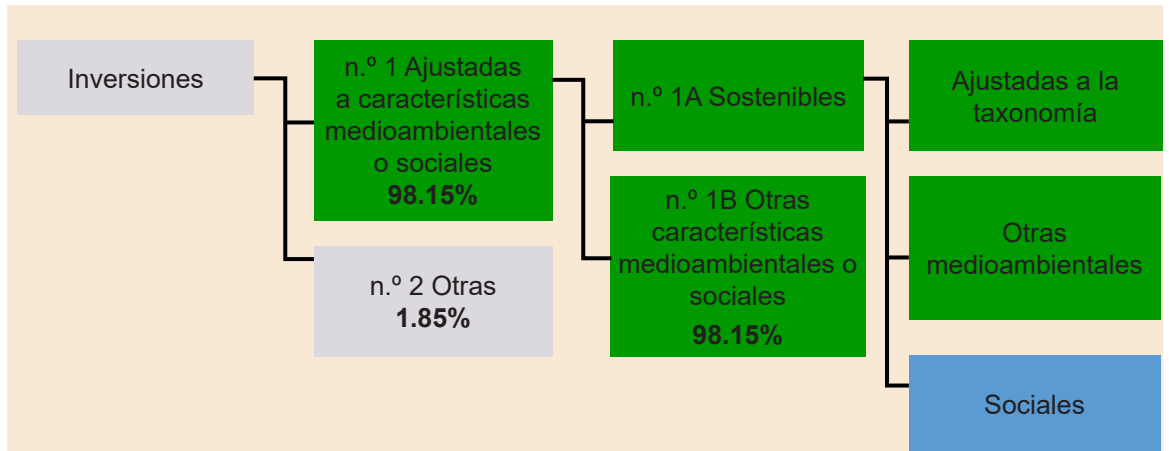 Inversiones
n.º 1 Ajustadas
a características
medioambientales
o sociales
98.15%
n.º 2 Otras
1.85%
n.º 1A Sostenibles
n.º 1B Otras
características
medioambientales o
sociales
98.15%
Ajustadas a la
taxonomía
Otras
medioambientales
Sociales